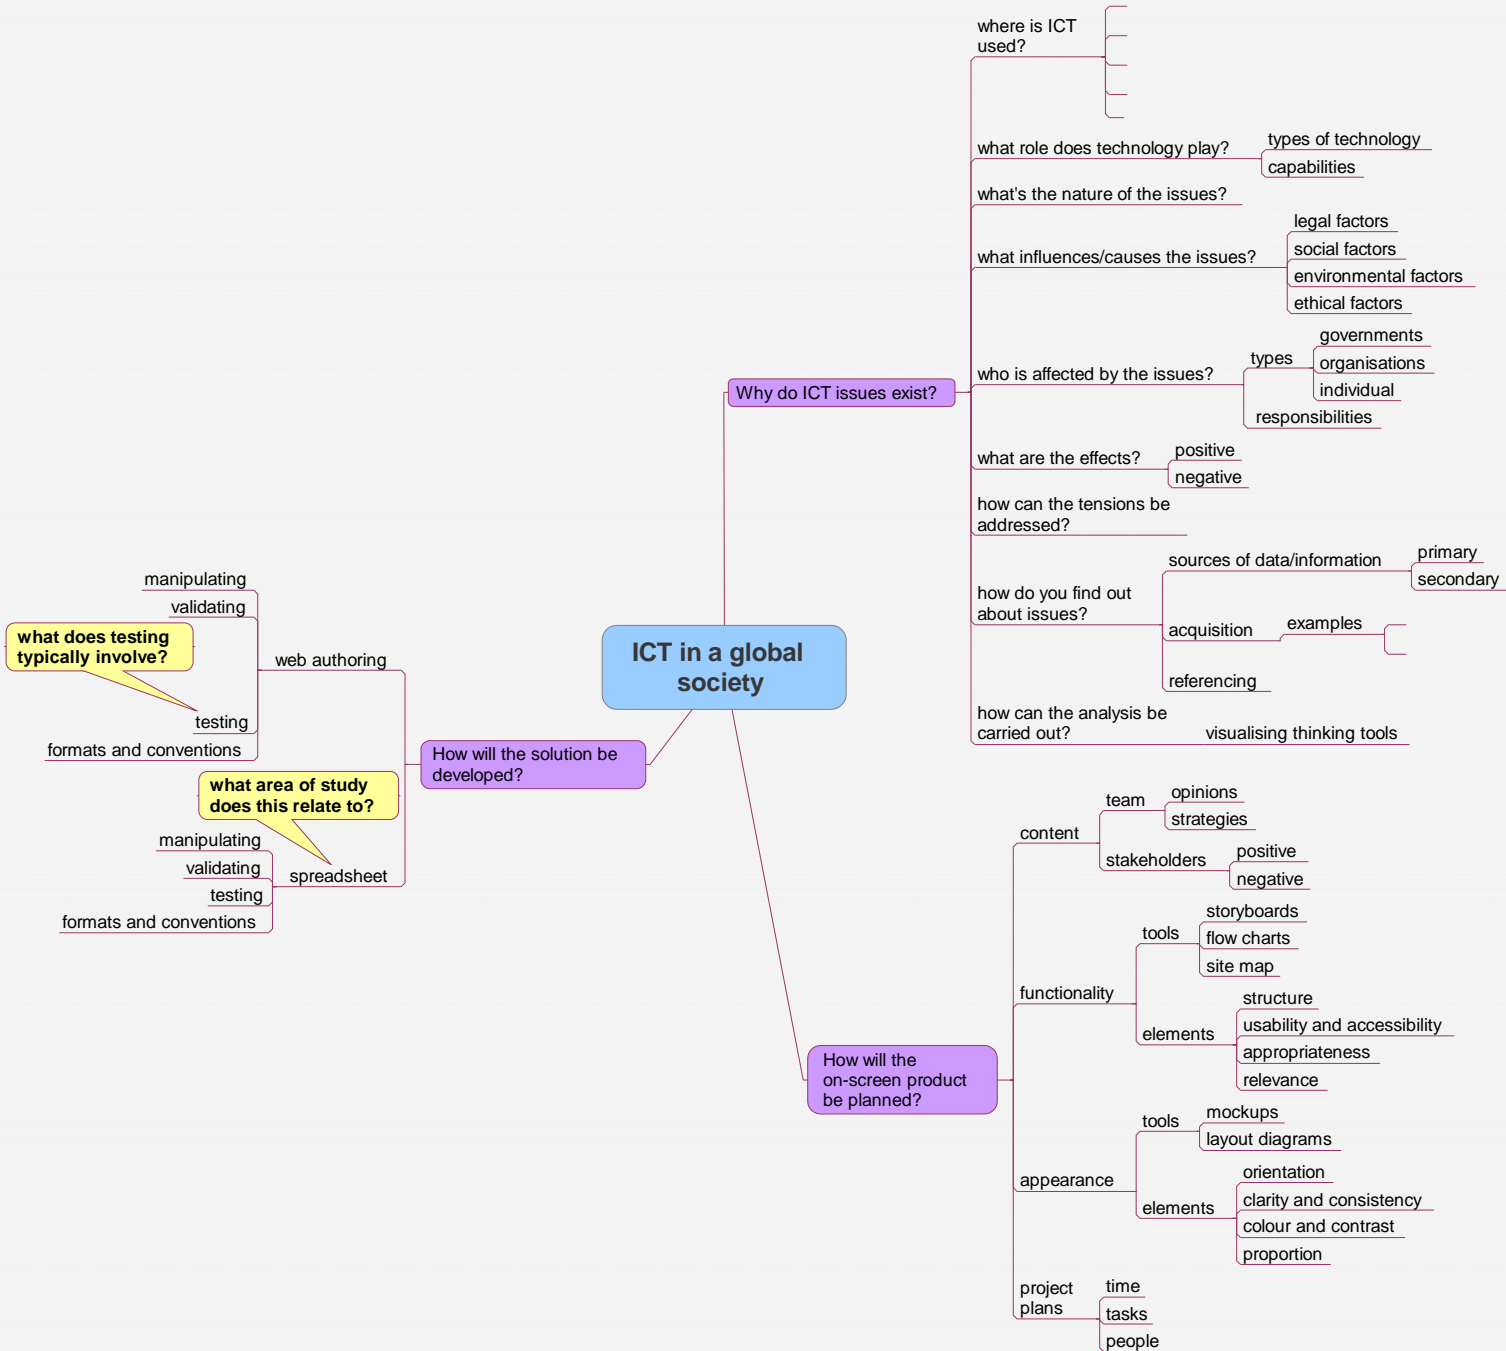 ICT in a global
society
Why do ICT issues exist?
where is ICT
used?
what role does technology play?
types of technology
capabilities
what's the nature of the issues?
what influences/causes the issues?
legal factors
social factors
environmental factors
ethical factors
who is affected by the issues?
types
governments
organisations
individual
responsibilities
what are the effects?
positive
negative
how can the tensions be
addressed?
how do you find out
about issues?
sources of data/information
primary
secondary
acquisition
examples
referencing
how can the analysis be
carried out?
visualising thinking tools
How will the
on-screen product
be planned?
content
team
opinions
strategies
stakeholders
positive
negative
functionality
tools
storyboards
flow charts
site map
elements
structure
usability and accessibility
appropriateness
relevance
appearance
tools
mockups
layout diagrams
elements
orientation
clarity and consistency
colour and contrast
proportion
project
plans
time
tasks
people
How will the solution be
developed?
web authoring
manipulating
validating
what does testing
typically involve?
testing
formats and conventions
what area of study
does this relate to?
spreadsheet
manipulating
validating
testing
formats and conventions